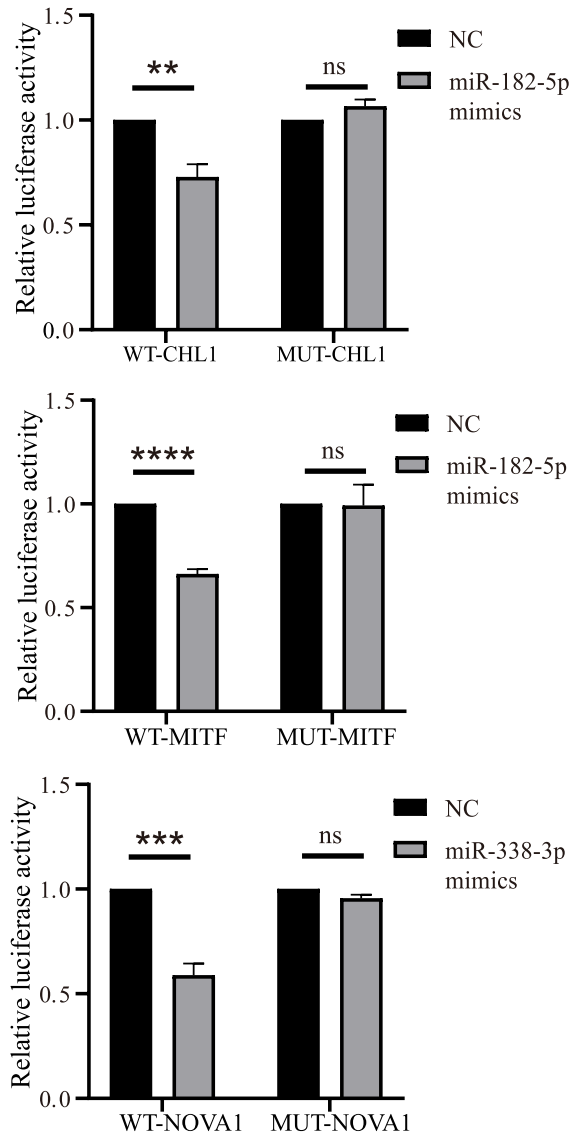 Relative luciferase activity
1.5
1.0
0.5
0.0
**
ns
NC
miR-182-5p
mimics
WT-CHL1
MUT-CHL1
Relative luciferase activity
1.5
1.0
0.5
0.0
****
ns
NC
miR-182-5p
mimics
WT-MITF
MUT-MITF
Relative luciferase activity
1.5
1.0
0.5
0.0
***
ns
NC
miR-338-3p
mimics
WT-NOVA1
MUT-NOVA1